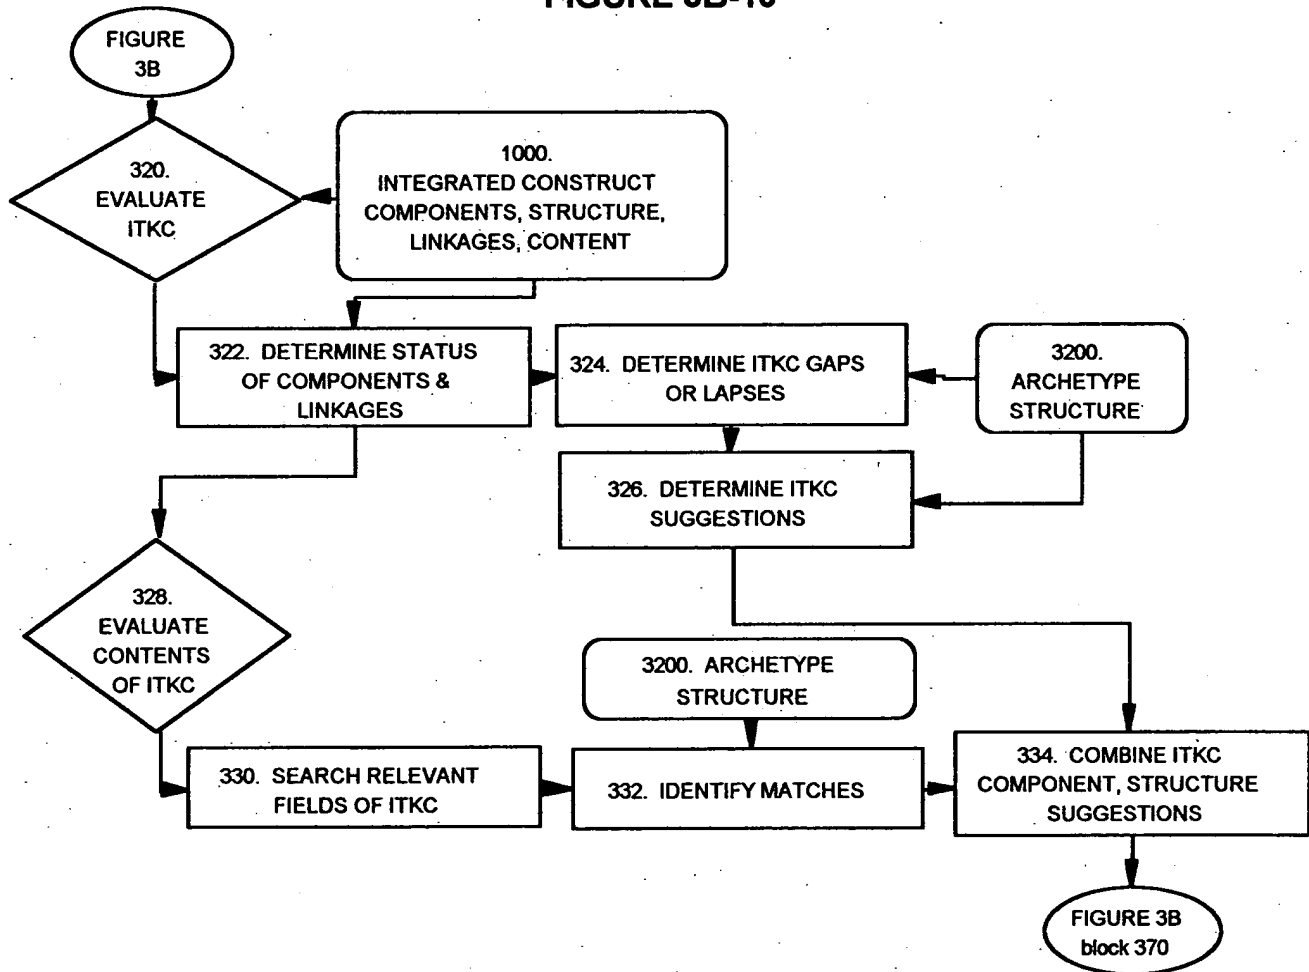 FIGURE 3B-10
FIGURE
3B
320.
EVALUATE
ITKC
1000.
INTEGRATED CONSTRUCT
COMPONENTS, STRUCTURE,
LINKAGES, CONTENT
322. DETERMINE STATUS
OF COMPONENTS &
LINKAGES
324. DETERMINE ITKC GAPS
OR LAPSES
3200.
ARCHETYPE
STRUCTURE
326. DETERMINE ITKC
SUGGESTIONS
328.
EVALUATE
CONTENTS
OF ITKC
3200. ARCHETYPE
STRUCTURE
330. SEARCH RELEVANT
FIELDS OF ITKC
332. IDENTIFY MATCHES
334. COMBINE ITKC
COMPONENT, STRUCTURE
SUGGESTIONS
FIGURE 3B
block 370